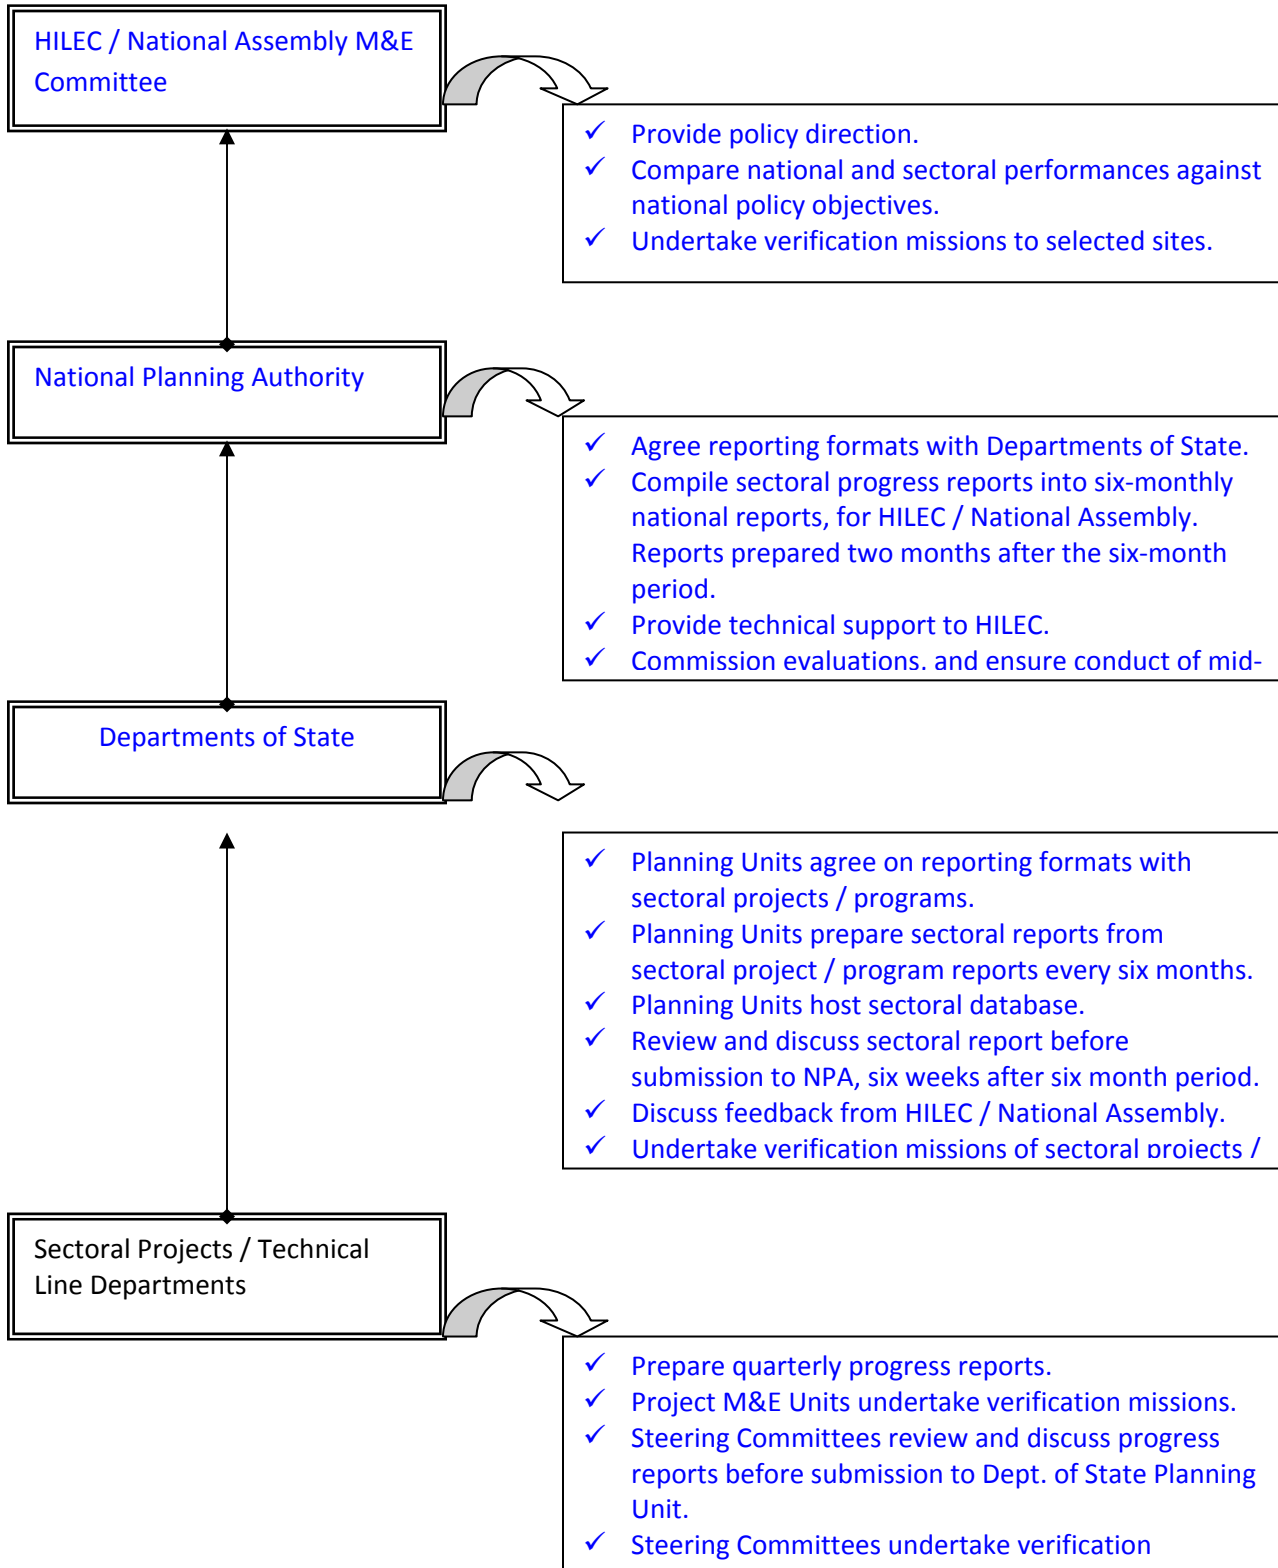 HILEC / National Assembly M&E
Committee
✓ Provide policy direction.
✓ Compare national and sectoral performances against
national policy objectives.
✓ Undertake verification missions to selected sites.
National Planning Authority
✓ Agree reporting formats with Departments of State.
✓ Compile sectoral progress reports into six-monthly
national reports, for HILEC / National Assembly.
Reports prepared two months after the six-month
period.
✓ Provide technical support to HILEC.
✓ Commission evaluations, and ensure conduct of mid-
Departments of State
✓ Planning Units agree on reporting formats with
sectoral projects / programs.
✓ Planning Units prepare sectoral reports from
sectoral project / program reports every six months.
✓ Planning Units host sectoral database.
✓ Review and discuss sectoral report before
submission to NPA, six weeks after six month period.
✓ Discuss feedback from HILEC / National Assembly.
✓ Undertake verification missions of sectoral projects /
Sectoral Projects / Technical
Line Departments
✓ Prepare quarterly progress reports.
✓ Project M&E Units undertake verification missions.
✓ Steering Committees review and discuss progress
reports before submission to Dept. of State Planning
Unit.
✓ Steering Committees undertake verification